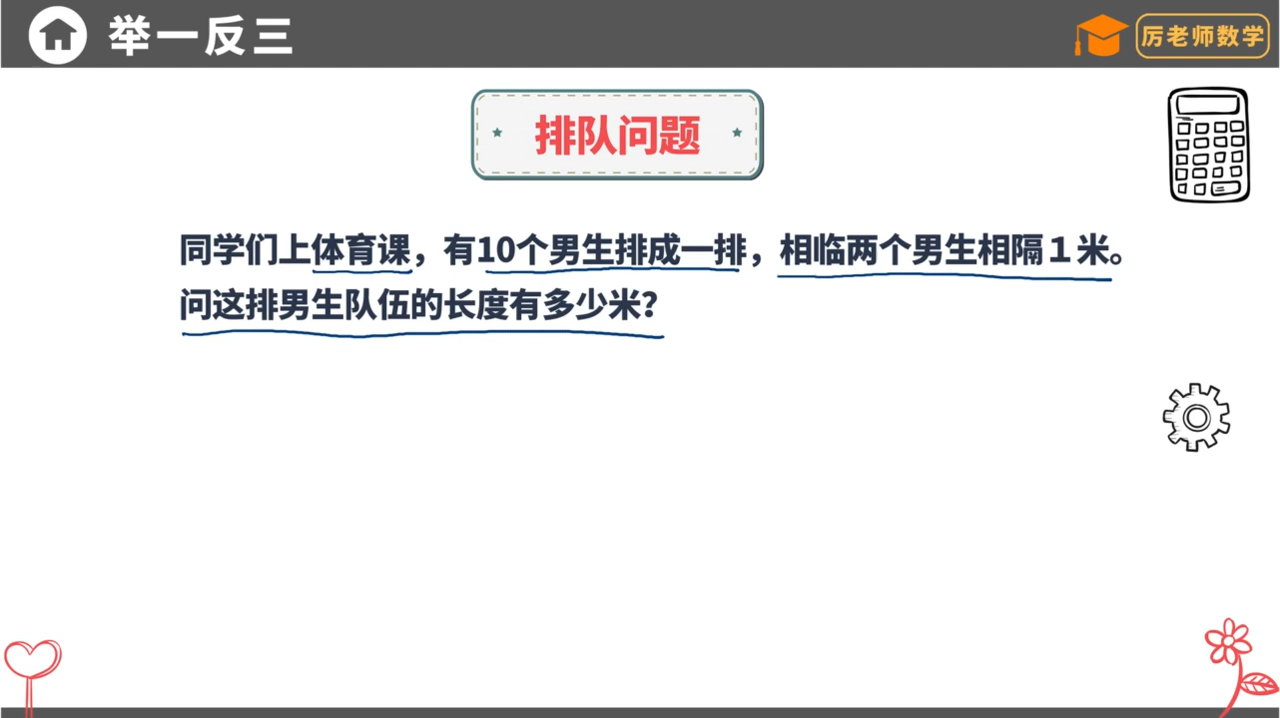 举一反三
厉老师数学
排队问题
同学们上体育课，有10个男生排成一排，相临两个男生相隔１米。
问这排男生队伍的长度有多少米？